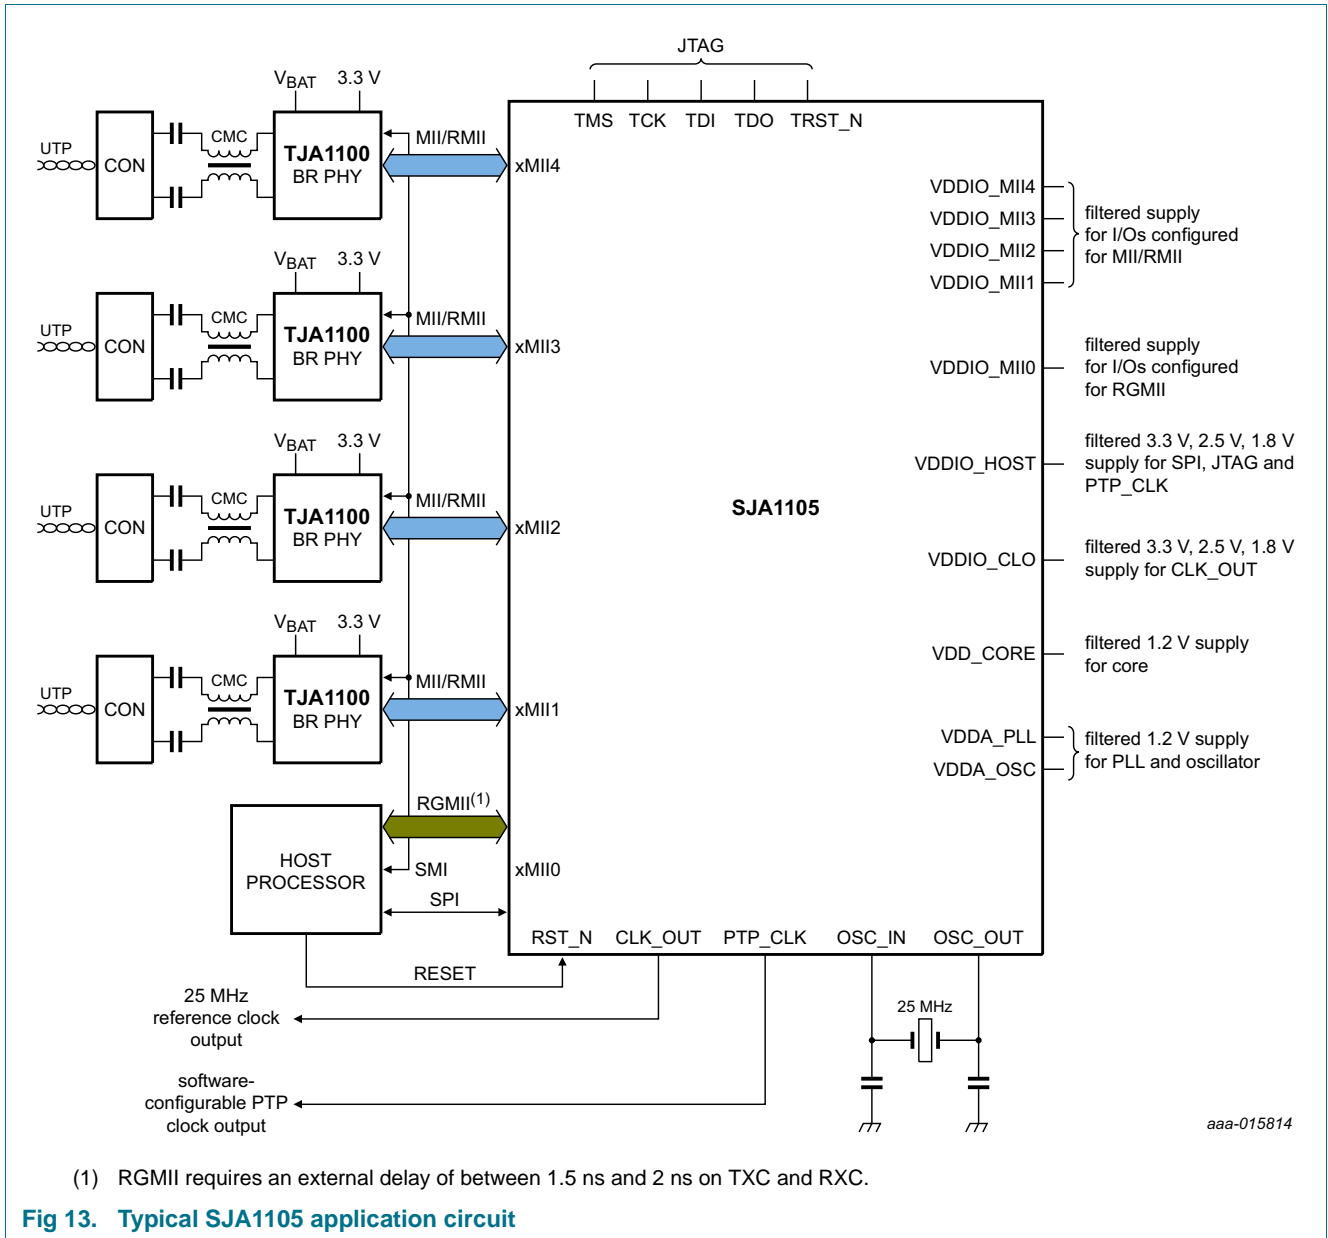 JTAG
TMS TCK TDI TDO TRST_N
VBAT 3.3 V
UTP
CON
CMC
TJA1100
BR PHY
MII/RMII
xMII4
VBAT 3.3 V
UTP
CON
CMC
TJA1100
BR PHY
MII/RMII
xMII3
VBAT 3.3 V
UTP
CON
CMC
TJA1100
BR PHY
MII/RMII
xMII2
VBAT 3.3 V
UTP
CON
CMC
TJA1100
BR PHY
MII/RMII
xMII1
HOST
PROCESSOR
RGMII(1)
SMI
xMII0
SPI
RESET
SJA1105
VDDIO_MII4
VDDIO_MII3
VDDIO_MII2
VDDIO_MII1
filtered supply
for I/Os configured
for MII/RMII
VDDIO_MII0
filtered supply
for I/Os configured
for RGMII
VDDIO_HOST
filtered 3.3 V, 2.5 V, 1.8 V
supply for SPI, JTAG and
PTP_CLK
VDDIO_CLO
filtered 3.3 V, 2.5 V, 1.8 V
supply for CLK_OUT
VDD_CORE
filtered 1.2 V supply
for core
VDDA_PLL
VDDA_OSC
filtered 1.2 V supply
for PLL and oscillator
RST_N CLK_OUT PTP_CLK OSC_IN OSC_OUT
25 MHz
reference clock
output
25 MHz
software-
configurable PTP
clock output
aaa-015814
(1) RGMII requires an external delay of between 1.5 ns and 2 ns on TXC and RXC.
Fig 13. Typical SJA1105 application circuit